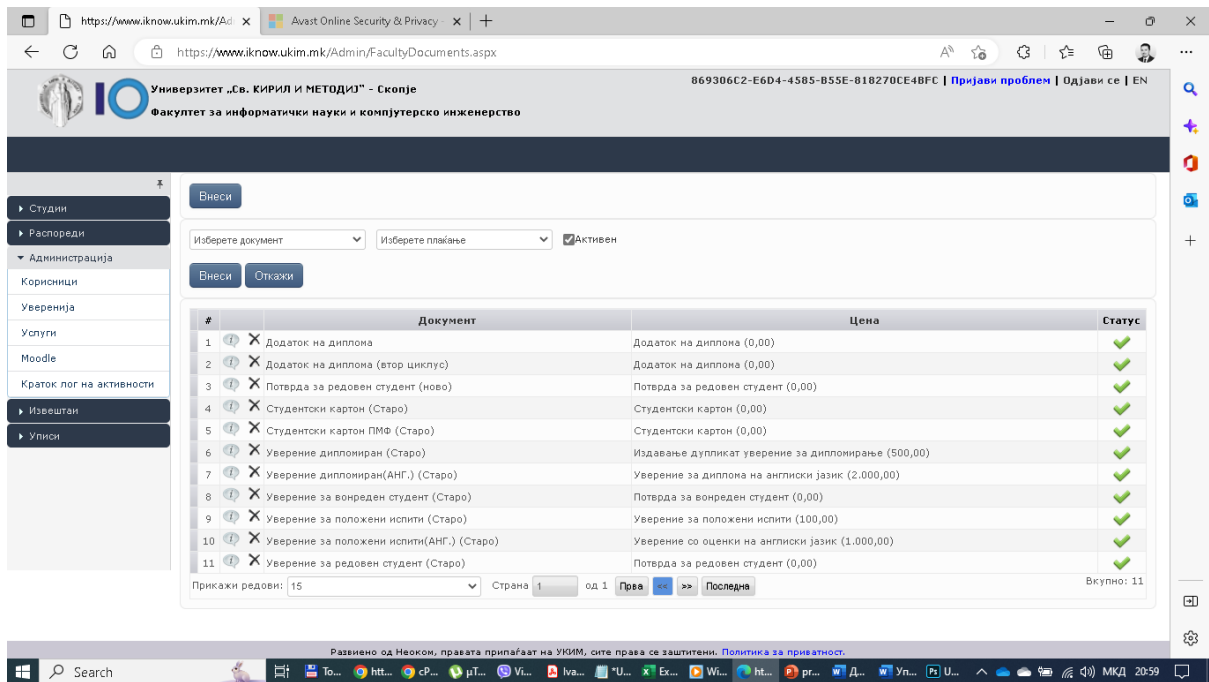 https://www.iknow.ukim.mk/Ad
Avast Online Security & Privacy -
https://www.iknow.ukim.mk/Admin/FacultyDocuments.aspx
869306C2-E6D4-4585-B55E-818270CE4BFC | Пријави проблем | Одјави се | EN
Универзитет „Св. КИРИЛ И МЕТОДИЈ" - Скопје
Факултет за информатички науки и компјутерско инженерство
Студии
Распореди
Администрација
Корисници
Уверенија
Услуги
Moodle
Краток лог на активности
Извештаи
Уписи
Внеси
Изберете документ Изберете плаќање Активен
Внеси Откажи
# Документ Цена Статус
1 Додаток на диплома Додаток на диплома (0,00)
2 Додаток на диплома (втор циклус) Додаток на диплома (0,00)
3 Потврда за редовен студент (ново) Потврда за редовен студент (0,00)
4 Студентски картон (Старо) Студентски картон (0,00)
5 Студентски картон ПМФ (Старо) Студентски картон (0,00)
6 Уверение дипломиран (Старо) Издавање дупликат уверение за дипломирање (500,00)
7 Уверение дипломиран(АНГ.) (Старо) Уверение за диплома на англиски јазик (2.000,00)
8 Уверение за вонреден студент (Старо) Потврда за вонреден студент (0,00)
9 Уверение за положени испити (Старо) Уверение за положени испити (100,00)
10 Уверение за положени испити(АНГ.) (Старо) Уверение со оценки на англиски јазик (1.000,00)
11 Уверение за редовен студент (Старо) Потврда за редовен студент (0,00)
Прикажи редови: 15 Страна 1 од 1 Прва << >> Последна Вкупно: 11
Развиено од Неоком, правата припаѓаат на УКИМ, сите права се заштитени. Политика за приватност.
Search To... htt... cP... µT... Vi... Iva... *U... Ex... Wi... ht... pr... Д... Уп... U... МКД 20:59